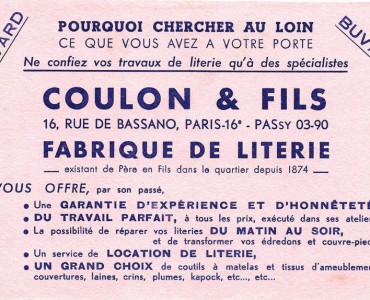 BUVARD
BUV
POURQUOI CHERCHER AU LOIN
CE QUE VOUS AVEZ A VOTRE PORTE
Ne confiez vos travaux de literie qu'à des spécialistes
COULON & FILS
16, RUE DE BASSANO, PARIS-16e - PASsy 03-90
FABRIQUE DE LITERIE
existant de Père en Fils dans le quartier depuis 1874
VOUS OFFRE, par son passé,
• Une GARANTIE D'EXPÉRIENCE ET D'HONNÊTETÉ
• DU TRAVAIL PARFAIT, à tous les prix, exécuté dans ses atelier
• La possibilité de réparer vos literies DU MATIN AU SOIR,
et de transformer vos édredons et couvre-pied
• Un service de LOCATION DE LITERIE,
• UN GRAND CHOIX de coutils à matelas et tissus d'ameublement
couvertures, laines, crins, plumes, kapock, etc..., etc...